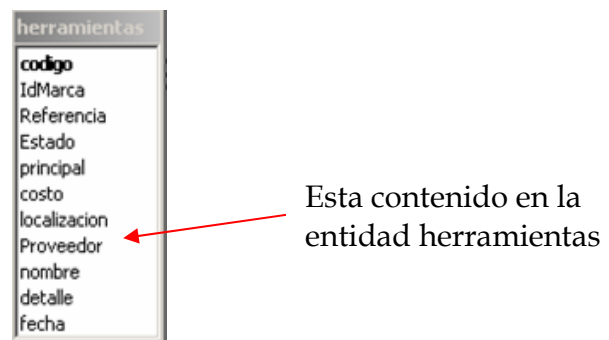 herramientas
codigo
IdMarca
Referencia
Estado
principal
costo
localizacion
Proveedor
nombre
detalle
fecha
Esta contenido en la
entidad herramientas